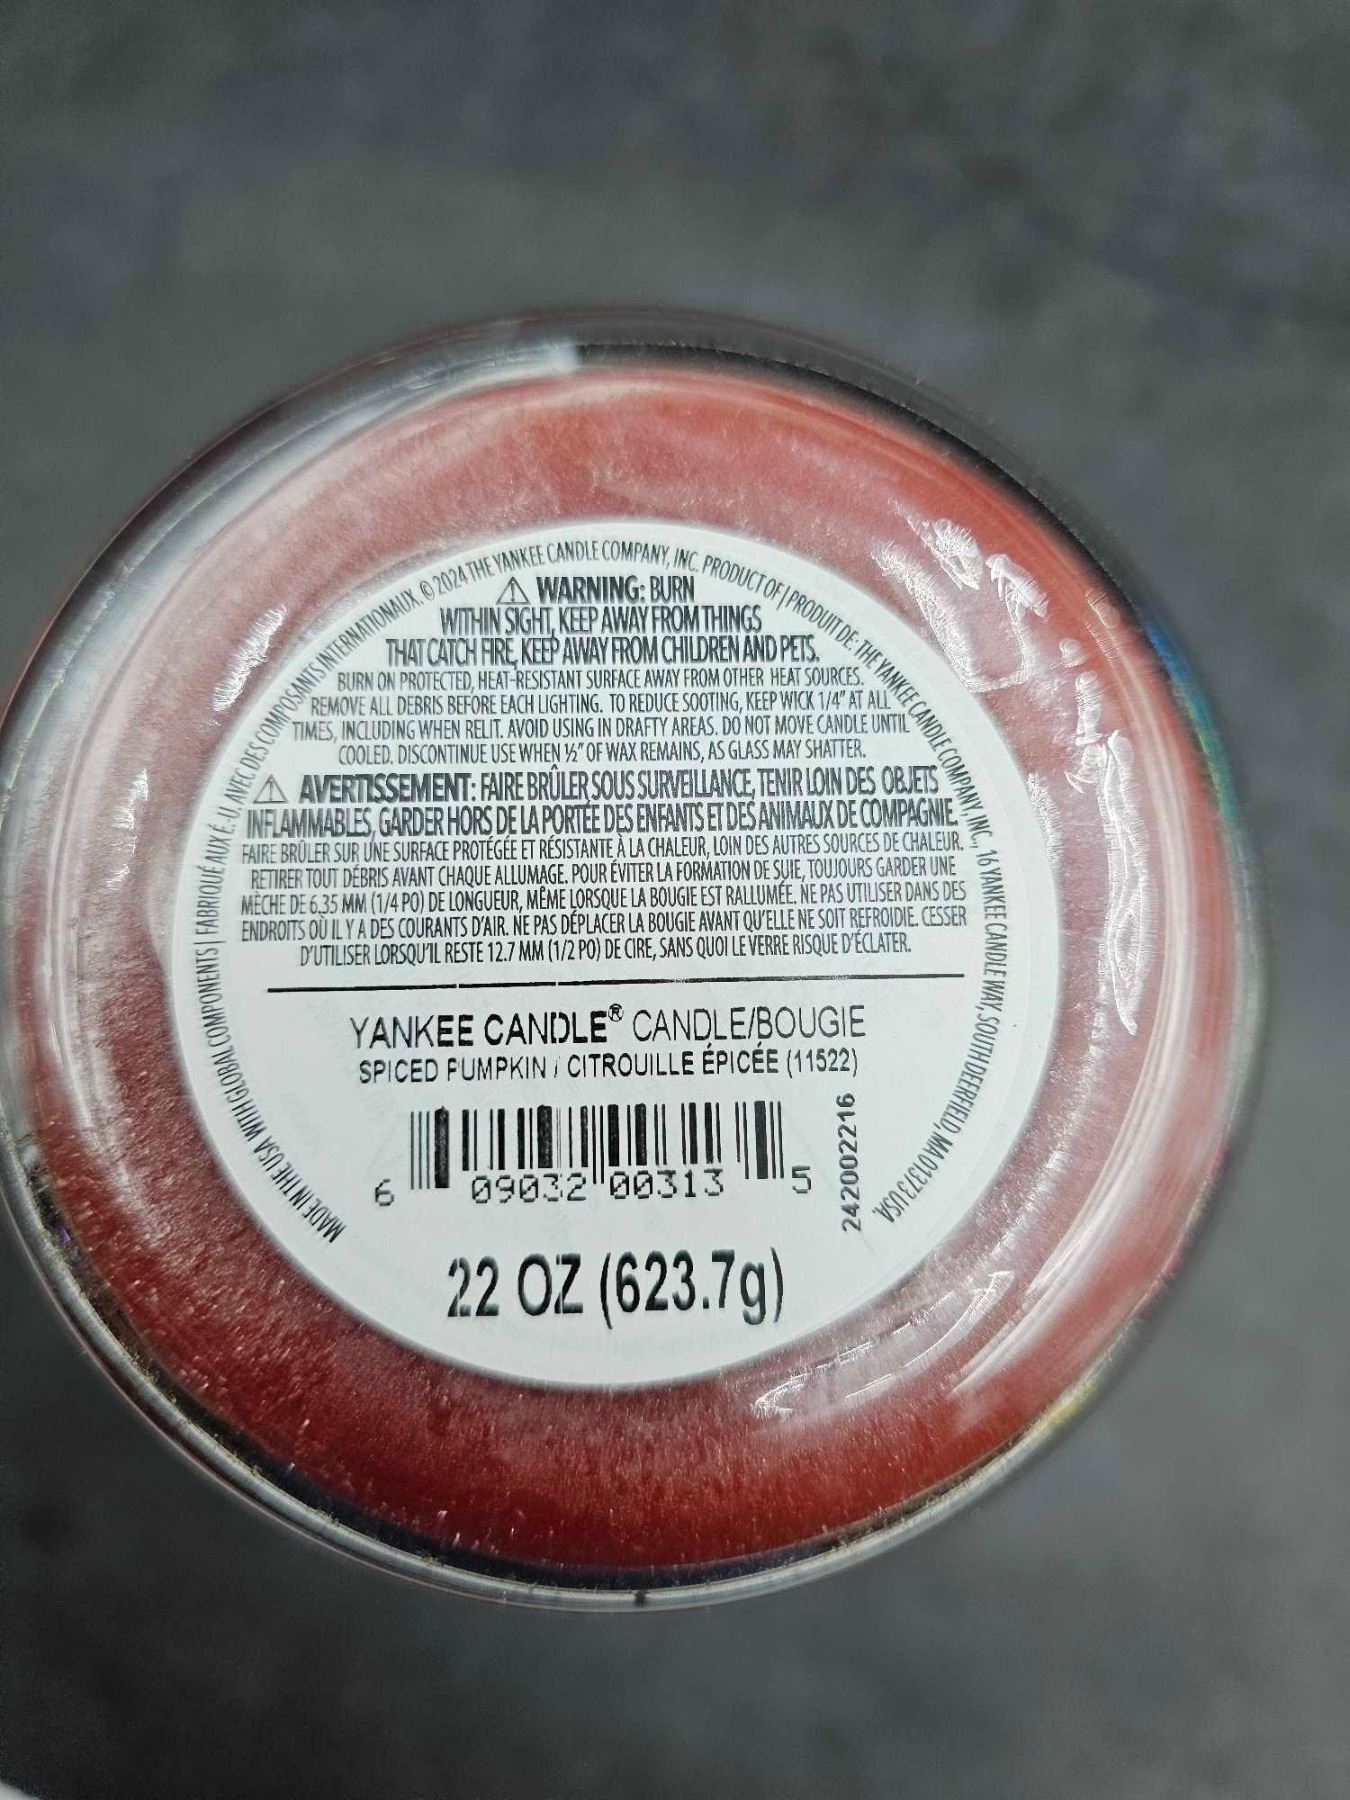 MADE IN THE USA WITH GLOBAL COMPONENTS | FABRIQUÉ AUX É.-U. AVEC DES COMPOSANTS INTERNATIONAUX. © 2024 THE YANKEE CANDLE COMPANY, INC. PRODUCT OF | PRODUIT DE: THE YANKEE CANDLE COMPANY, INC., 16 YANKEE CANDLE WAY, SOUTH DEERFIELD, MA 01373 USA.
⚠ WARNING: BURN
WITHIN SIGHT, KEEP AWAY FROM THINGS
THAT CATCH FIRE, KEEP AWAY FROM CHILDREN AND PETS.
BURN ON PROTECTED, HEAT-RESISTANT SURFACE AWAY FROM OTHER HEAT SOURCES.
REMOVE ALL DEBRIS BEFORE EACH LIGHTING. TO REDUCE SOOTING, KEEP WICK 1/4" AT ALL
TIMES, INCLUDING WHEN RELIT. AVOID USING IN DRAFTY AREAS. DO NOT MOVE CANDLE UNTIL
COOLED. DISCONTINUE USE WHEN ½" OF WAX REMAINS, AS GLASS MAY SHATTER.
⚠ AVERTISSEMENT: FAIRE BRÛLER SOUS SURVEILLANCE, TENIR LOIN DES OBJETS
INFLAMMABLES, GARDER HORS DE LA PORTÉE DES ENFANTS ET DES ANIMAUX DE COMPAGNIE.
FAIRE BRÛLER SUR UNE SURFACE PROTÉGÉE ET RÉSISTANTE À LA CHALEUR, LOIN DES AUTRES SOURCES DE CHALEUR.
RETIRER TOUT DÉBRIS AVANT CHAQUE ALLUMAGE. POUR ÉVITER LA FORMATION DE SUIE, TOUJOURS GARDER UNE
MÈCHE DE 6.35 MM (1/4 PO) DE LONGUEUR, MÊME LORSQUE LA BOUGIE EST RALLUMÉE. NE PAS UTILISER DANS DES
ENDROITS OÙ IL Y A DES COURANTS D'AIR. NE PAS DÉPLACER LA BOUGIE AVANT QU'ELLE NE SOIT REFROIDIE. CESSER
D'UTILISER LORSQU'IL RESTE 12.7 MM (1/2 PO) DE CIRE, SANS QUOI LE VERRE RISQUE D'ÉCLATER.
YANKEE CANDLE® CANDLE/BOUGIE
SPICED PUMPKIN / CITROUILLE ÉPICÉE (11522)
6 09032 00313 5
242002216
22 OZ (623.7g)